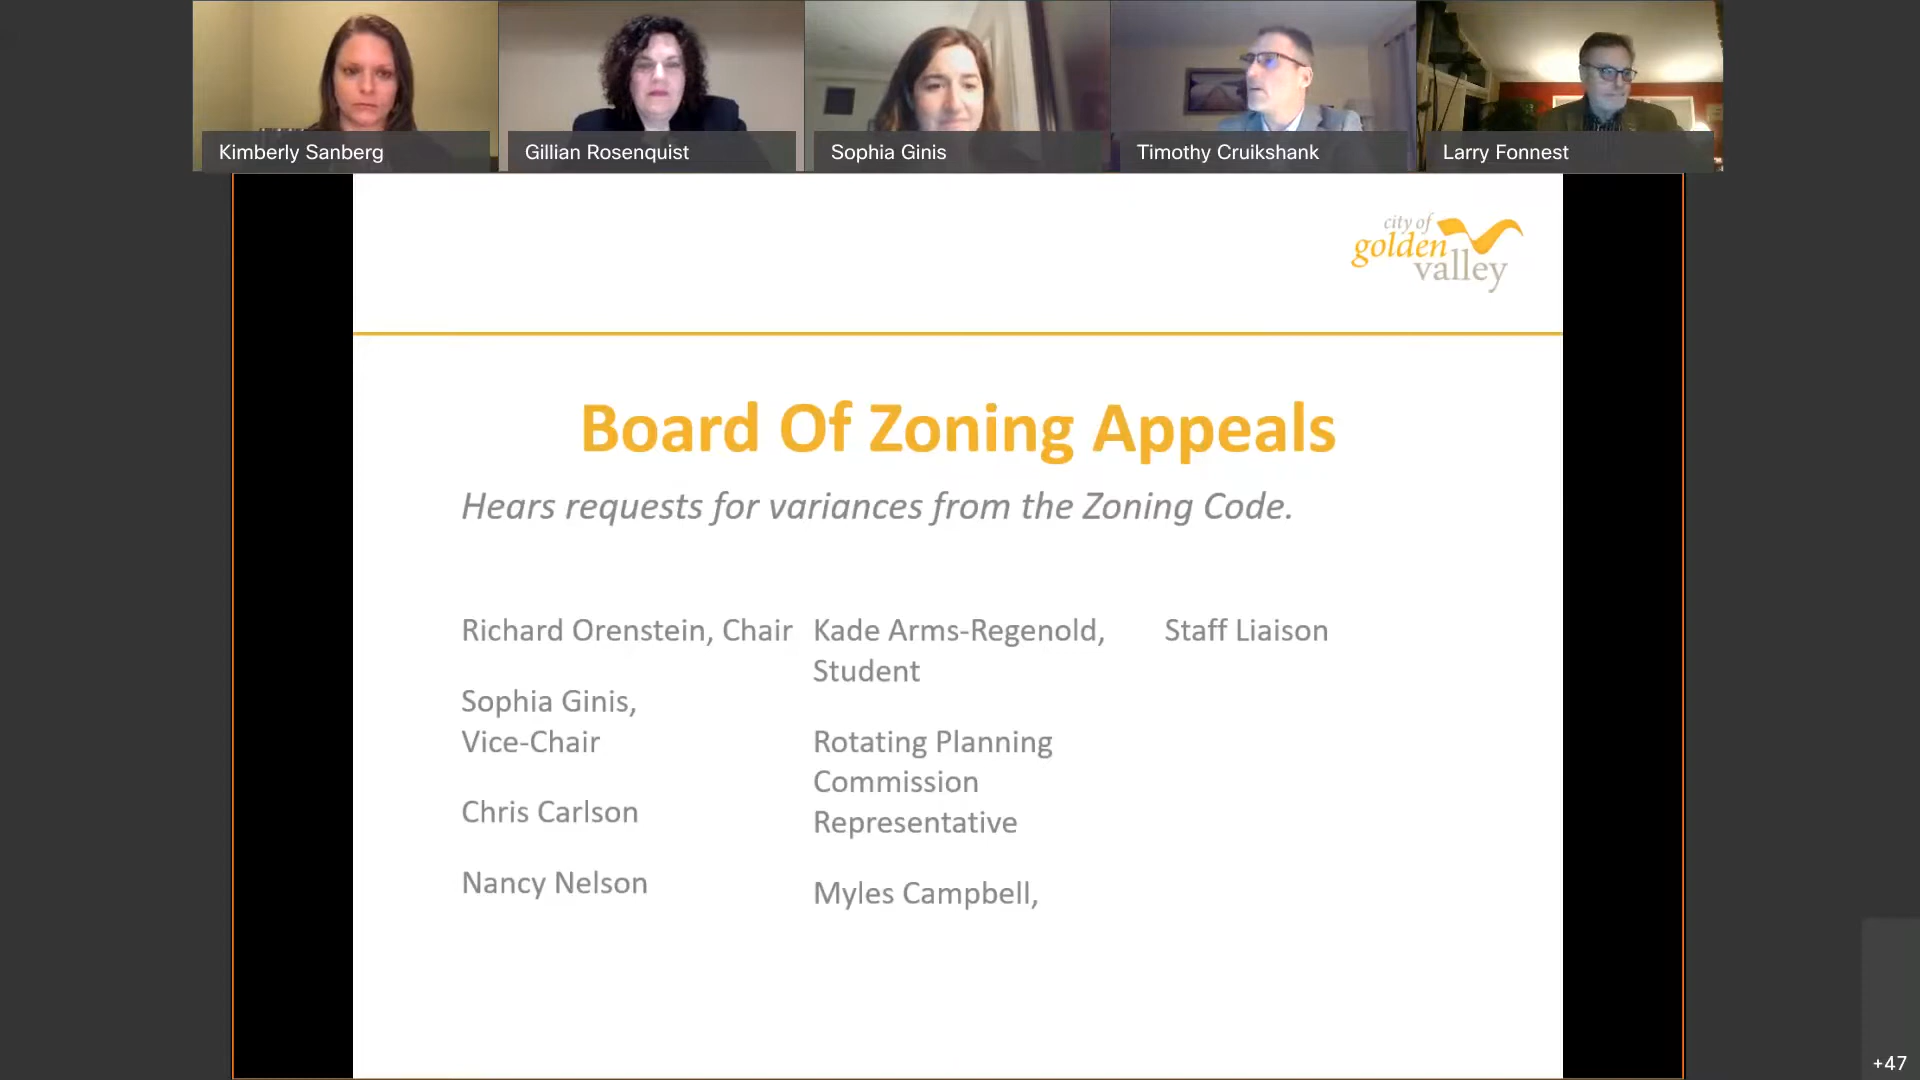 Kimberly Sanberg
Gillian Rosenquist
Sophia Ginis
Timothy Cruikshank
Larry Fonnest
city of
golden
valley
Board Of Zoning Appeals
Hears requests for variances from the Zoning Code.
Richard Orenstein, Chair
Sophia Ginis,
Vice-Chair
Chris Carlson
Nancy Nelson
Kade Arms-Regenold,
Student
Rotating Planning
Commission
Representative
Myles Campbell,
Staff Liaison
+47